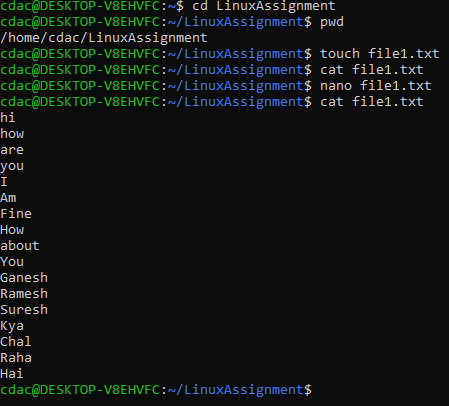 cdac@DESKTOP-V8EHVFC:~$ cd LinuxAssignment
cdac@DESKTOP-V8EHVFC:~/LinuxAssignment$ pwd
/home/cdac/LinuxAssignment
cdac@DESKTOP-V8EHVFC:~/LinuxAssignment$ touch file1.txt
cdac@DESKTOP-V8EHVFC:~/LinuxAssignment$ cat file1.txt
cdac@DESKTOP-V8EHVFC:~/LinuxAssignment$ nano file1.txt
cdac@DESKTOP-V8EHVFC:~/LinuxAssignment$ cat file1.txt
hi
how
are
you
I
Am
Fine
How
about
You
Ganesh
Ramesh
Suresh
Kya
Chal
Raha
Hai
cdac@DESKTOP-V8EHVFC:~/LinuxAssignment$